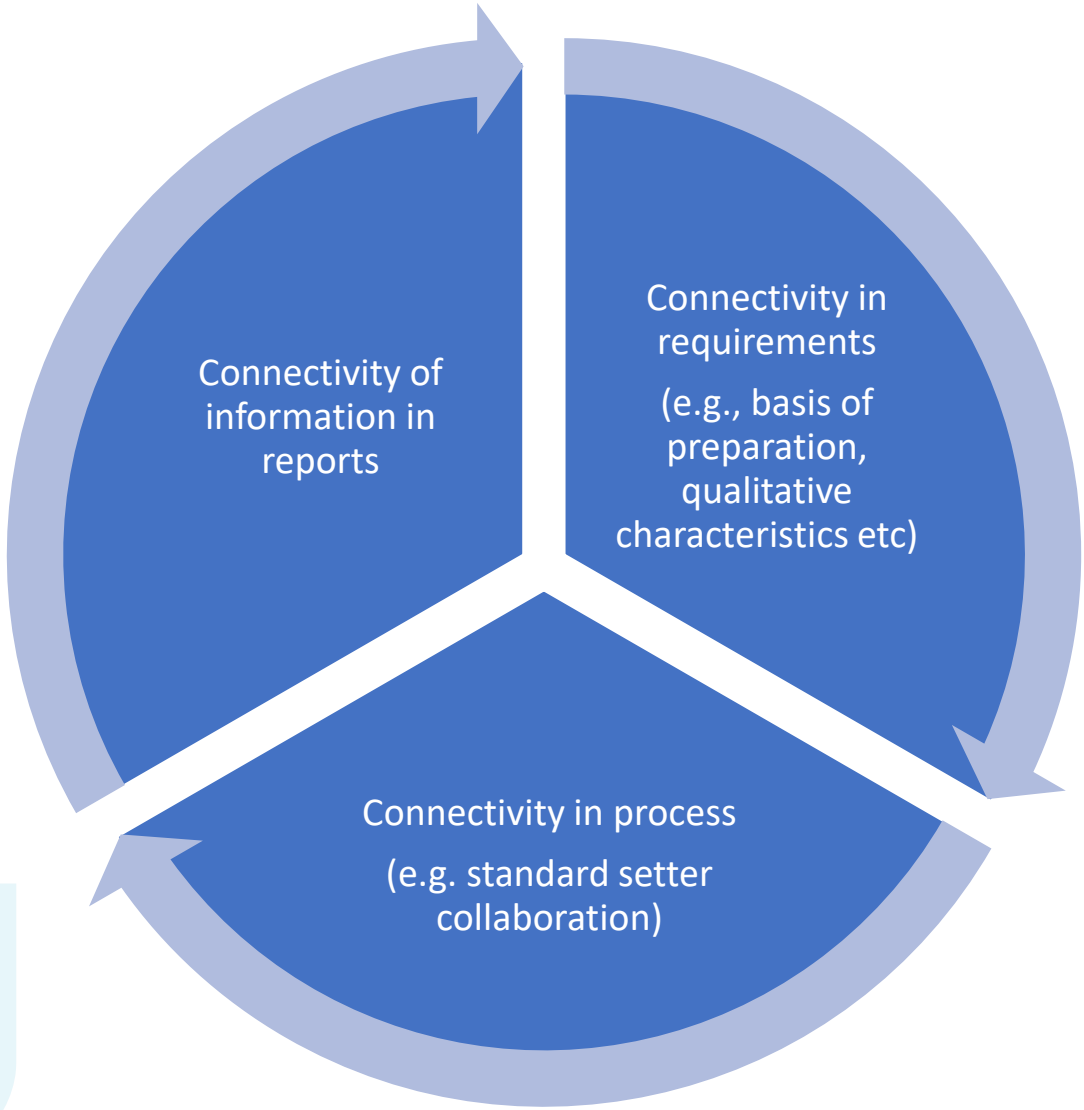 Connectivity of
information in
reports
Connectivity in
requirements
(e.g., basis of
preparation,
qualitative
characteristics etc)
Connectivity in process
(e.g. standard setter
collaboration)